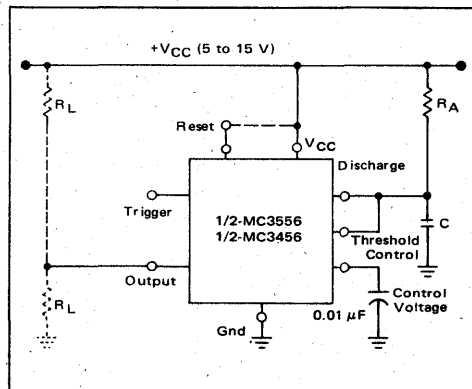 +VCC (5 to 15 V)
RL
RA
Reset
VCC
Discharge
Trigger
1/2-MC3556
1/2-MC3456
C
Threshold
Control
Output
RL
0.01 µF
Control
Voltage
Gnd